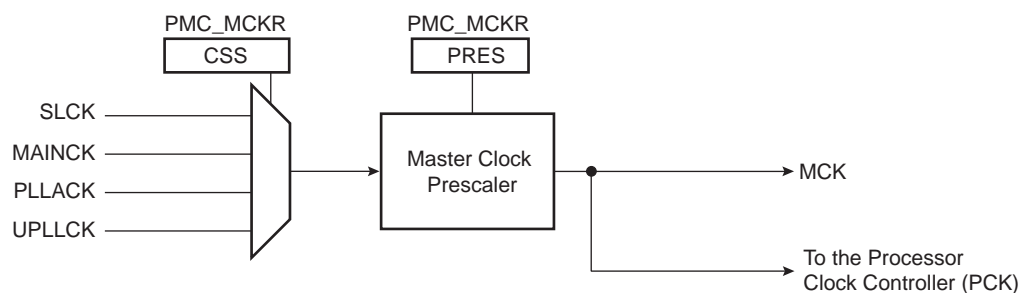 PMC_MCKR
PMC_MCKR
CSS
PRES
SLCK
MAINCK
PLLACK
UPLLCK
Master Clock
Prescaler
MCK
To the Processor
Clock Controller (PCK)